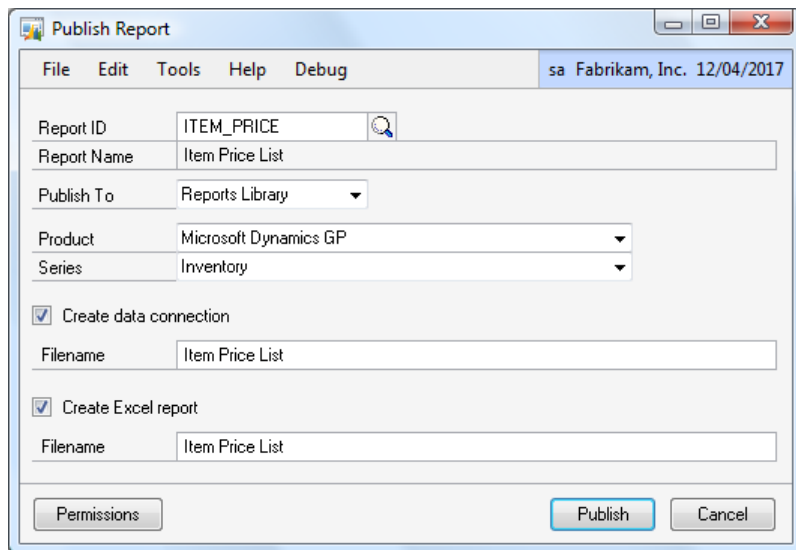 Publish Report
File Edit Tools Help Debug sa Fabrikam, Inc. 12/04/2017
Report ID ITEM_PRICE
Report Name Item Price List
Publish To Reports Library
Product Microsoft Dynamics GP
Series Inventory
Create data connection
Filename Item Price List
Create Excel report
Filename Item Price List
Permissions Publish Cancel